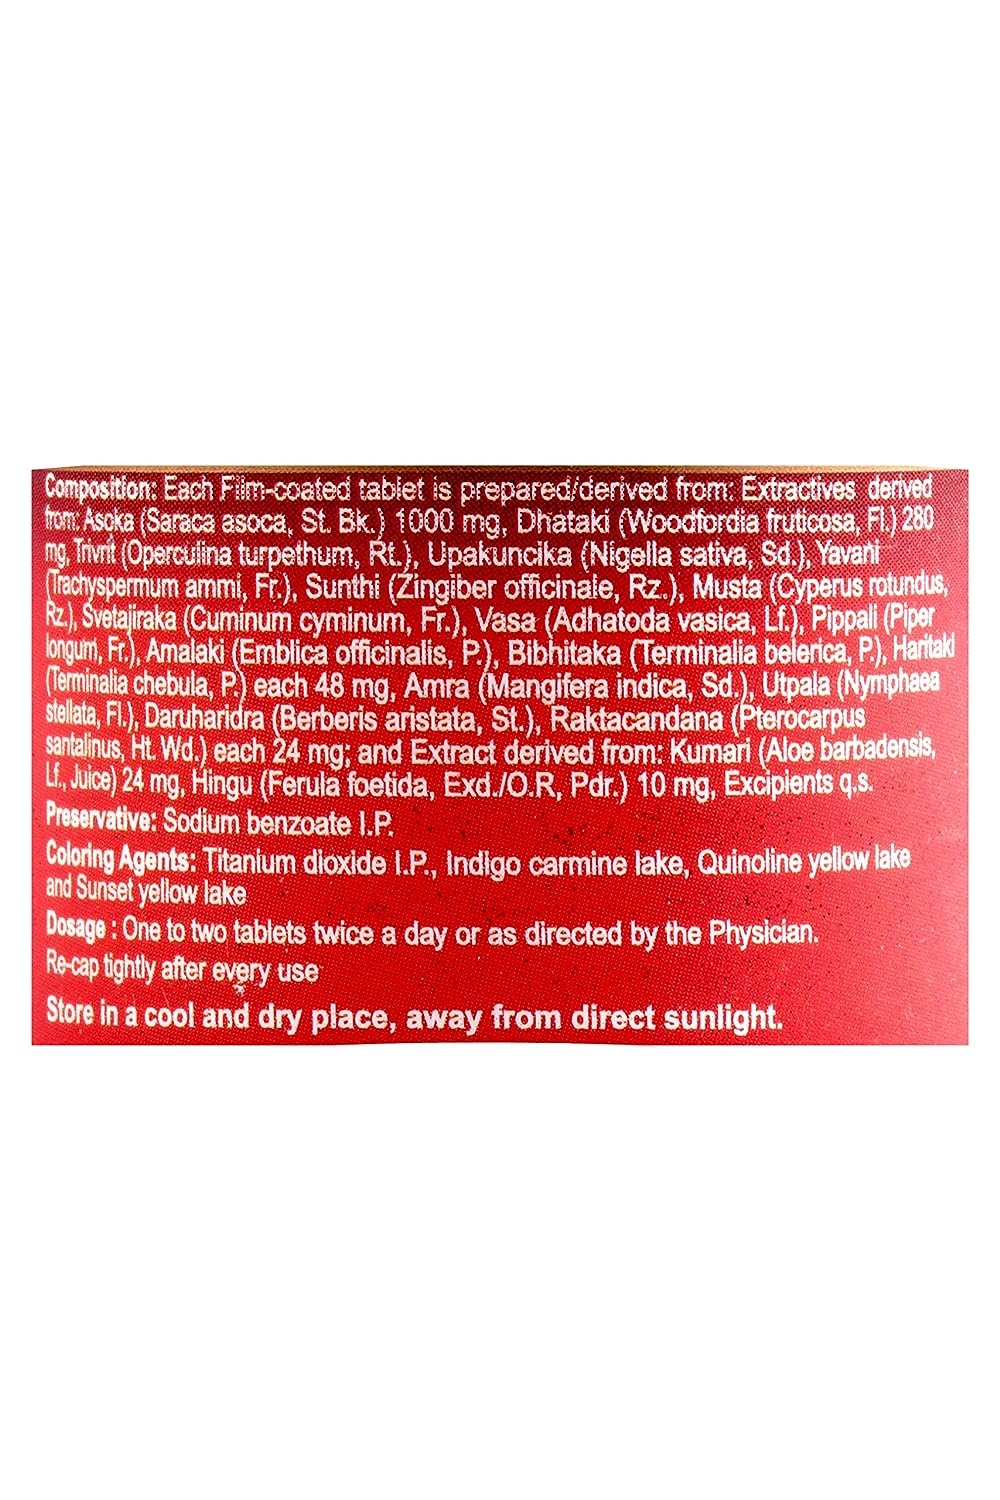 Composition: Each Film-coated tablet is prepared/derived from: Extractives derived
from: Asoka (Saraca asoca, St. Bk.) 1000 mg, Dhataki (Woodfordia fruticosa, Fl.) 280
mg, Trivrit (Operculina turpethum, Rt.), Upakuncika (Nigella sativa, Sd.), Yavani
(Trachyspermum ammi, Fr.), Sunthi (Zingiber officinale, Rz.), Musta (Cyperus rotundus,
Rz.), Svetajiraka (Cuminum cyminum, Fr.), Vasa (Adhatoda vasica, Lf.), Pippali (Piper
longum, Fr.), Amalaki (Emblica officinalis, P.), Bibhitaka (Terminalia belerica, P.), Haritaki
(Terminalia chebula, P.) each 48 mg, Amra (Mangifera indica, Sd.), Utpala (Nymphaea
stellata, Fl.), Daruharidra (Berberis aristata, St.), Raktacandana (Pterocarpus
santalinus, Ht. Wd.) each 24 mg; and Extract derived from: Kumari (Aloe barbadensis,
Lf., Juice) 24 mg, Hingu (Ferula foetida, Exd./O.R, Pdr.) 10 mg, Excipients q.s.
Preservative: Sodium benzoate I.P.
Coloring Agents: Titanium dioxide I.P., Indigo carmine lake, Quinoline yellow lake
and Sunset yellow lake
Dosage : One to two tablets twice a day or as directed by the Physician.
Re-cap tightly after every use
Store in a cool and dry place, away from direct sunlight.